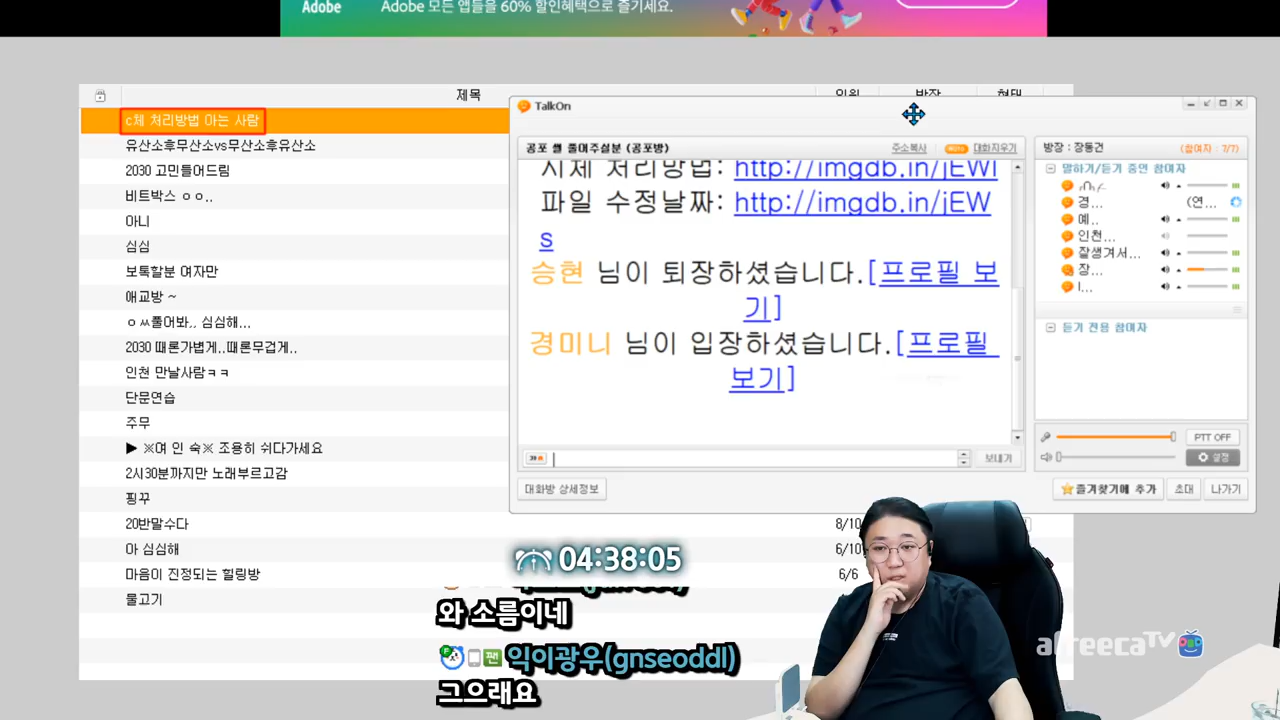 Adobe
Adobe 모든 앱들을 60% 할인혜택으로 즐기세요.
제목
인원
방장
형태
c체 처리방법 아는 사람
유산소후무산소vs무산소후유산소
2030 고민들어드림
비트박스 ㅇㅇ..
아니
심심
보톡할분 여자만
애교방 ~
ㅇㅆ풀어봐,, 심심해...
2030 때론가볍게..때론무겁게..
인천 만날사람ㅋㅋ
단문연습
주무
▶ ※여 인 숙※ 조용히 쉬다가세요
2시30분까지만 노래부르고감
핑꾸
20반말수다
8/10
아 심심해
6/10
마음이 진정되는 힐링방
6/6
물고기
TalkOn
공포 썰 풀어주실분 (공포방)
주소복사
대화지우기
시체 처리방법: http://imgdb.in/jEWl
파일 수정날짜: http://imgdb.in/jEW
s
승현 님이 퇴장하셨습니다.[프로필 보
기]
경미니 님이 입장하셨습니다.[프로필
보기]
보내기
대화방 상세정보
방장 : 장동건
(참여자 : 7/7)
말하기/듣기 중인 참여자
경...
(연...
예..
인천...
잘생겨서...
장...
l...
듣기 전용 참여자
PTT OFF
설정
즐겨찾기에 추가
초대
나가기
04:38:05
와 소름이네
익이광우(gnseoddl)
그으래요
afreecaTV